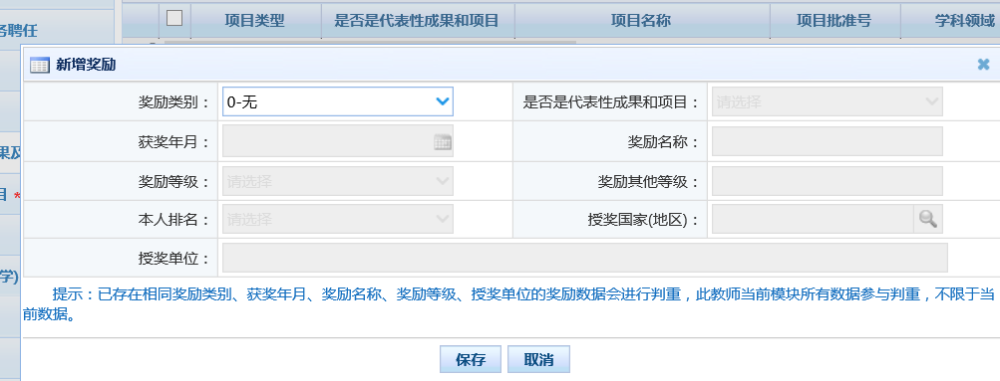 务聘任
项目类型 是否是代表性成果和项目 项目名称 项目批准号 学科领域
新增奖励
奖励类别： 0-无 是否是代表性成果和项目： 请选择
获奖年月： 奖励名称：
果及
奖励等级： 请选择 奖励其他等级：
目 *
本人排名： 请选择 授奖国家(地区)：
授奖单位：
学)
提示：已存在相同奖励类别、获奖年月、奖励名称、奖励等级、授奖单位的奖励数据会进行判重，此教师当前模块所有数据参与判重，不限于当
前数据。
保存 取消